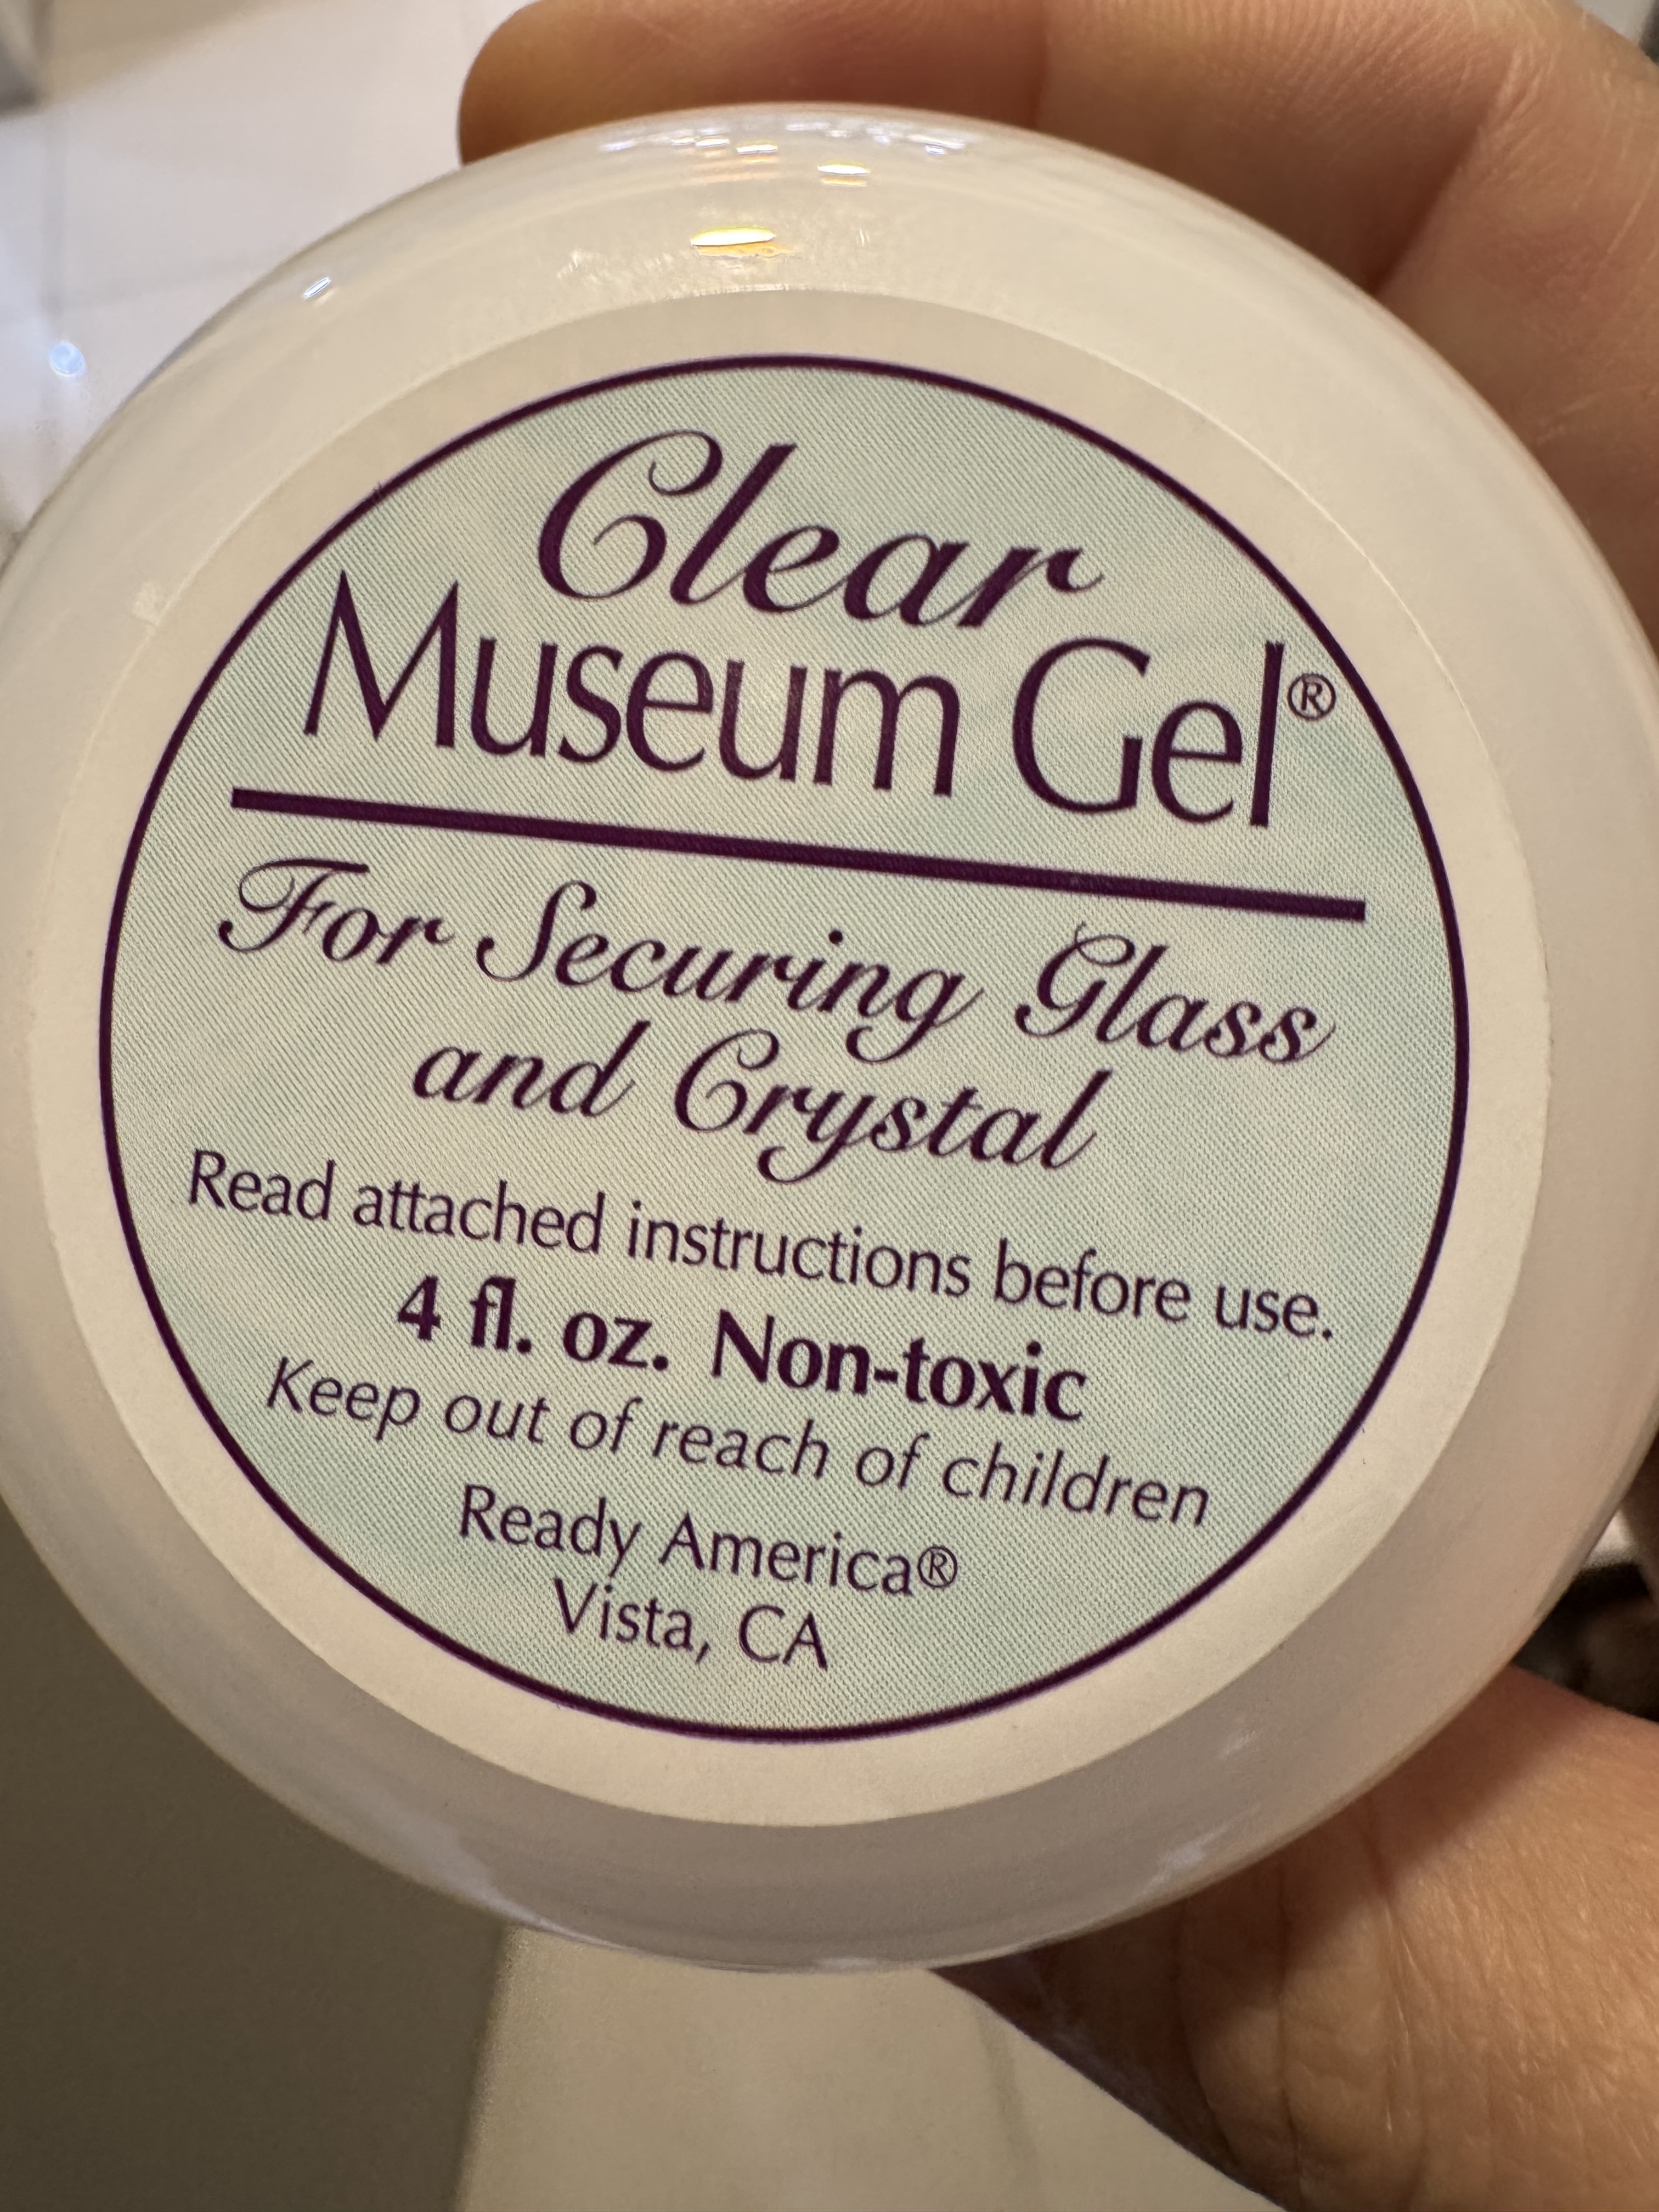 Clear
Museum Gel®
For Securing Glass
and Crystal
Read attached instructions before use.
4 fl. oz. Non-toxic
Keep out of reach of children
Ready America®
Vista, CA